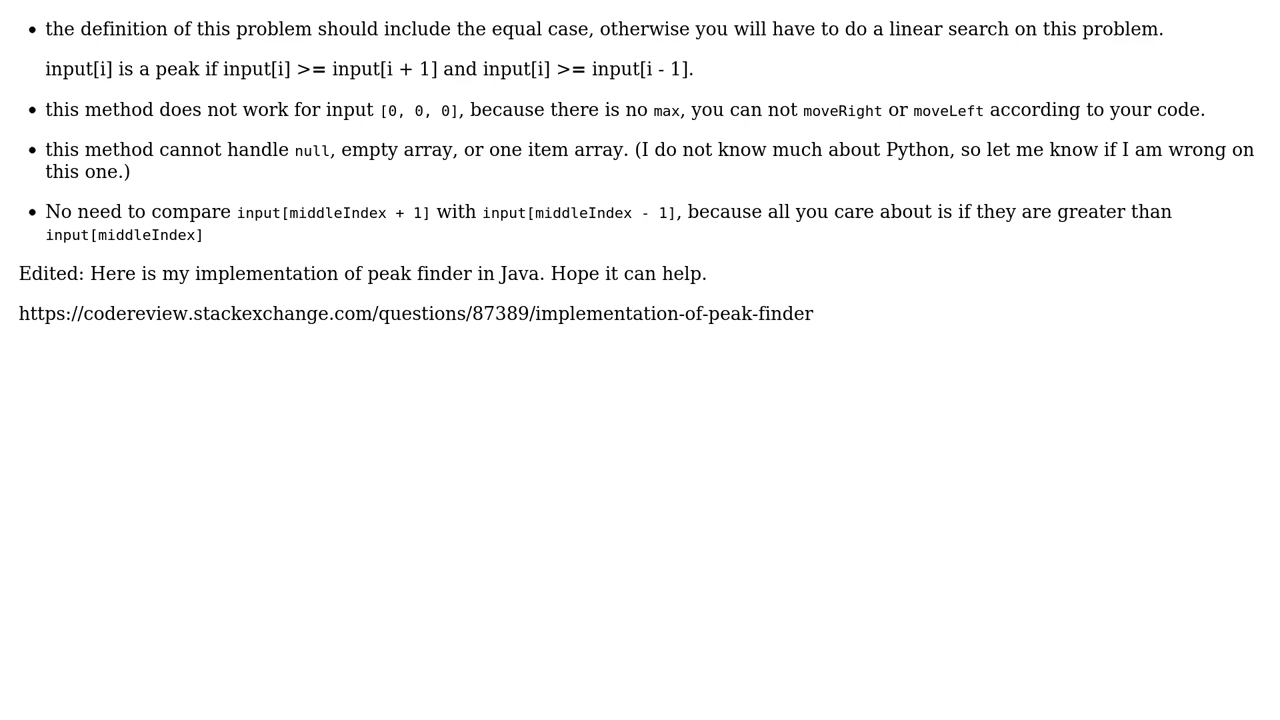 • the definition of this problem should include the equal case, otherwise you will have to do a linear search on this problem.
input[i] is a peak if input[i] >= input[i + 1] and input[i] >= input[i - 1].
• this method does not work for input [0, 0, 0], because there is no max, you can not moveRight or moveLeft according to your code.
• this method cannot handle null, empty array, or one item array. (I do not know much about Python, so let me know if I am wrong on
this one.)
• No need to compare input[middleIndex + 1] with input[middleIndex - 1], because all you care about is if they are greater than
input[middleIndex]
Edited: Here is my implementation of peak finder in Java. Hope it can help.
https://codereview.stackexchange.com/questions/87389/implementation-of-peak-finder